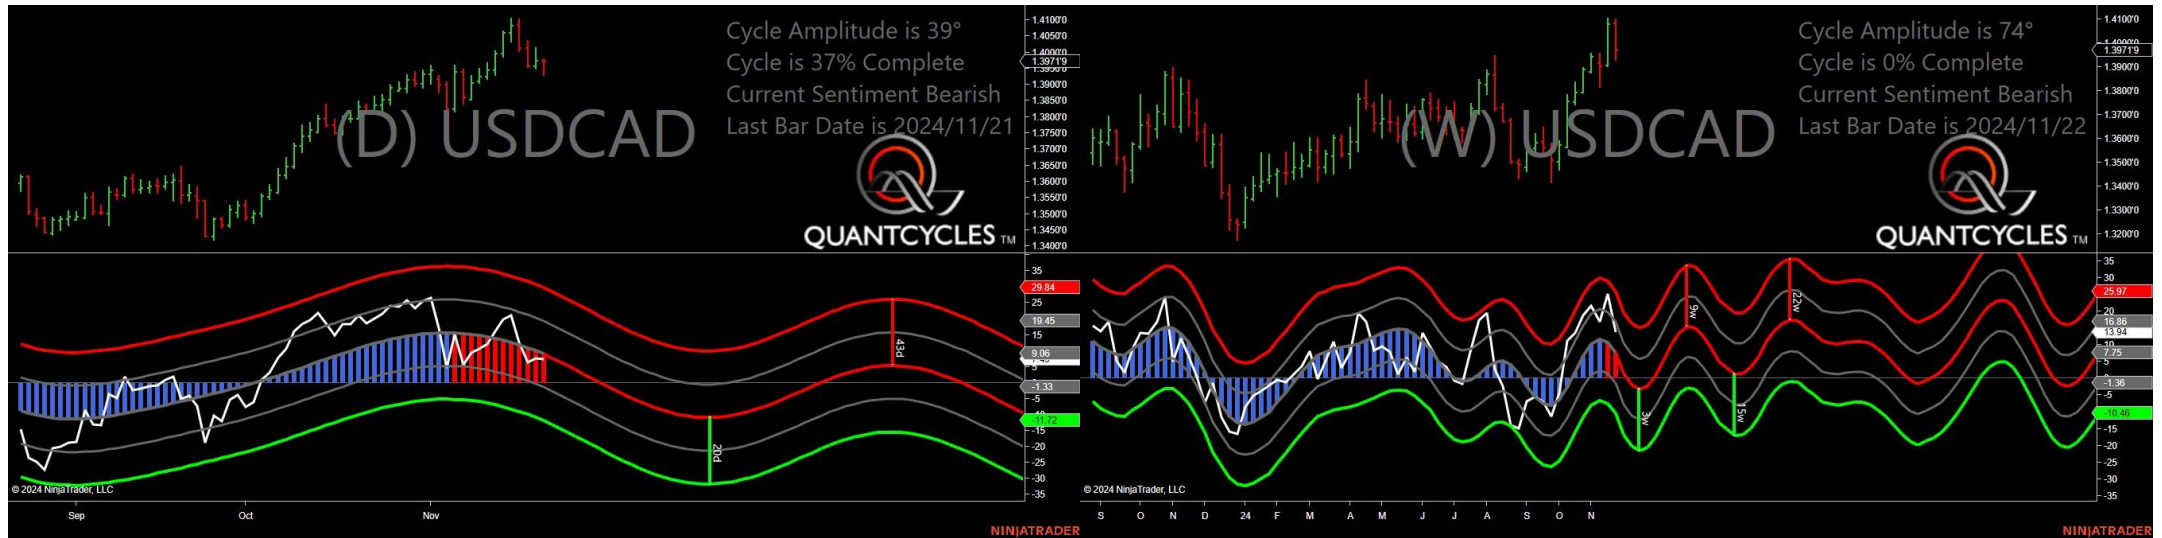 Cycle Amplitude is 39°
Cycle is 37% Complete
Current Sentiment Bearish
Last Bar Date is 2024/11/21
(D) USDCAD
QUANTCYCLES TM
1.4100'0
1.4050'0
1.4000'0
1.3971'9
1.3900'0
1.3850'0
1.3800'0
1.3750'0
1.3700'0
1.3650'0
1.3600'0
1.3550'0
1.3500'0
1.3450'0
1.3400'0
35
29.84
25
19.45
15
9.06
5
-1.33
-5
-11.72
-15
-20
-25
-30
-35
43d
20d
© 2024 NinjaTrader, LLC
Sep Oct Nov
NINJATRADER
Cycle Amplitude is 74°
Cycle is 0% Complete
Current Sentiment Bearish
Last Bar Date is 2024/11/22
(W) USDCAD
QUANTCYCLES TM
1.4100'0
1.3971'9
1.3900'0
1.3800'0
1.3700'0
1.3600'0
1.3500'0
1.3400'0
1.3300'0
1.3200'0
35
30
25.97
20
16.86
13.94
10
7.75
5
-1.36
-5
-10.46
-15
-20
-25
-30
-35
9w
22w
3w
15w
© 2024 NinjaTrader, LLC
S O N D 24 F M A M J J A S O N
NINJATRADER